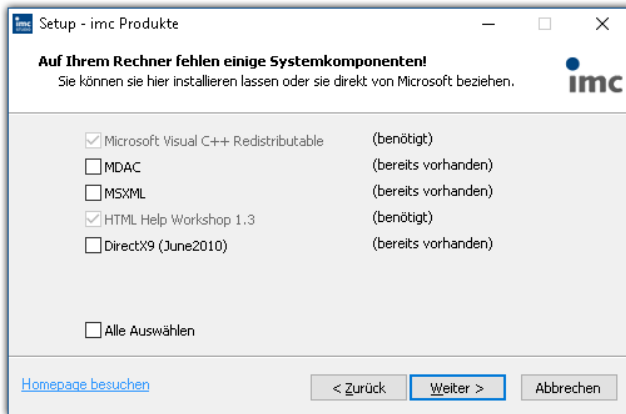 Setup - imc Produkte
Auf Ihrem Rechner fehlen einige Systemkomponenten!
Sie können sie hier installieren lassen oder sie direkt von Microsoft beziehen.
imc
Microsoft Visual C++ Redistributable (benötigt)
MDAC (bereits vorhanden)
MSXML (bereits vorhanden)
HTML Help Workshop 1.3 (benötigt)
DirectX9 (June2010) (bereits vorhanden)
Alle Auswählen
Homepage besuchen < Zurück Weiter > Abbrechen